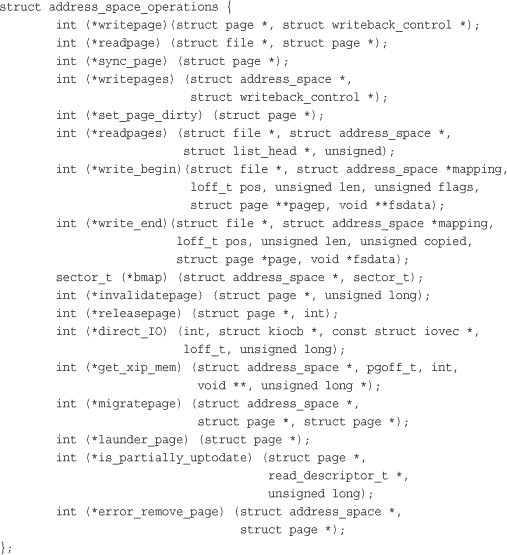 struct address_space_operations {
int (*writepage)(struct page *, struct writeback_control *);
int (*readpage) (struct file *, struct page *);
int (*sync_page) (struct page *);
int (*writepages) (struct address_space *,
struct writeback_control *);
int (*set_page_dirty) (struct page *);
int (*readpages) (struct file *, struct address_space *,
struct list_head *, unsigned);
int (*write_begin)(struct file *, struct address_space *mapping,
loff_t pos, unsigned len, unsigned flags,
struct page **pagep, void **fsdata);
int (*write_end)(struct file *, struct address_space *mapping,
loff_t pos, unsigned len, unsigned copied,
struct page *page, void *fsdata);
sector_t (*bmap) (struct address_space *, sector_t);
int (*invalidatepage) (struct page *, unsigned long);
int (*releasepage) (struct page *, int);
int (*direct_IO) (int, struct kiocb *, const struct iovec *,
loff_t, unsigned long);
int (*get_xip_mem) (struct address_space *, pgoff_t, int,
void **, unsigned long *);
int (*migratepage) (struct address_space *,
struct page *, struct page *);
int (*launder_page) (struct page *);
int (*is_partially_uptodate) (struct page *,
read_descriptor_t *,
unsigned long);
int (*error_remove_page) (struct address_space *,
struct page *);
};